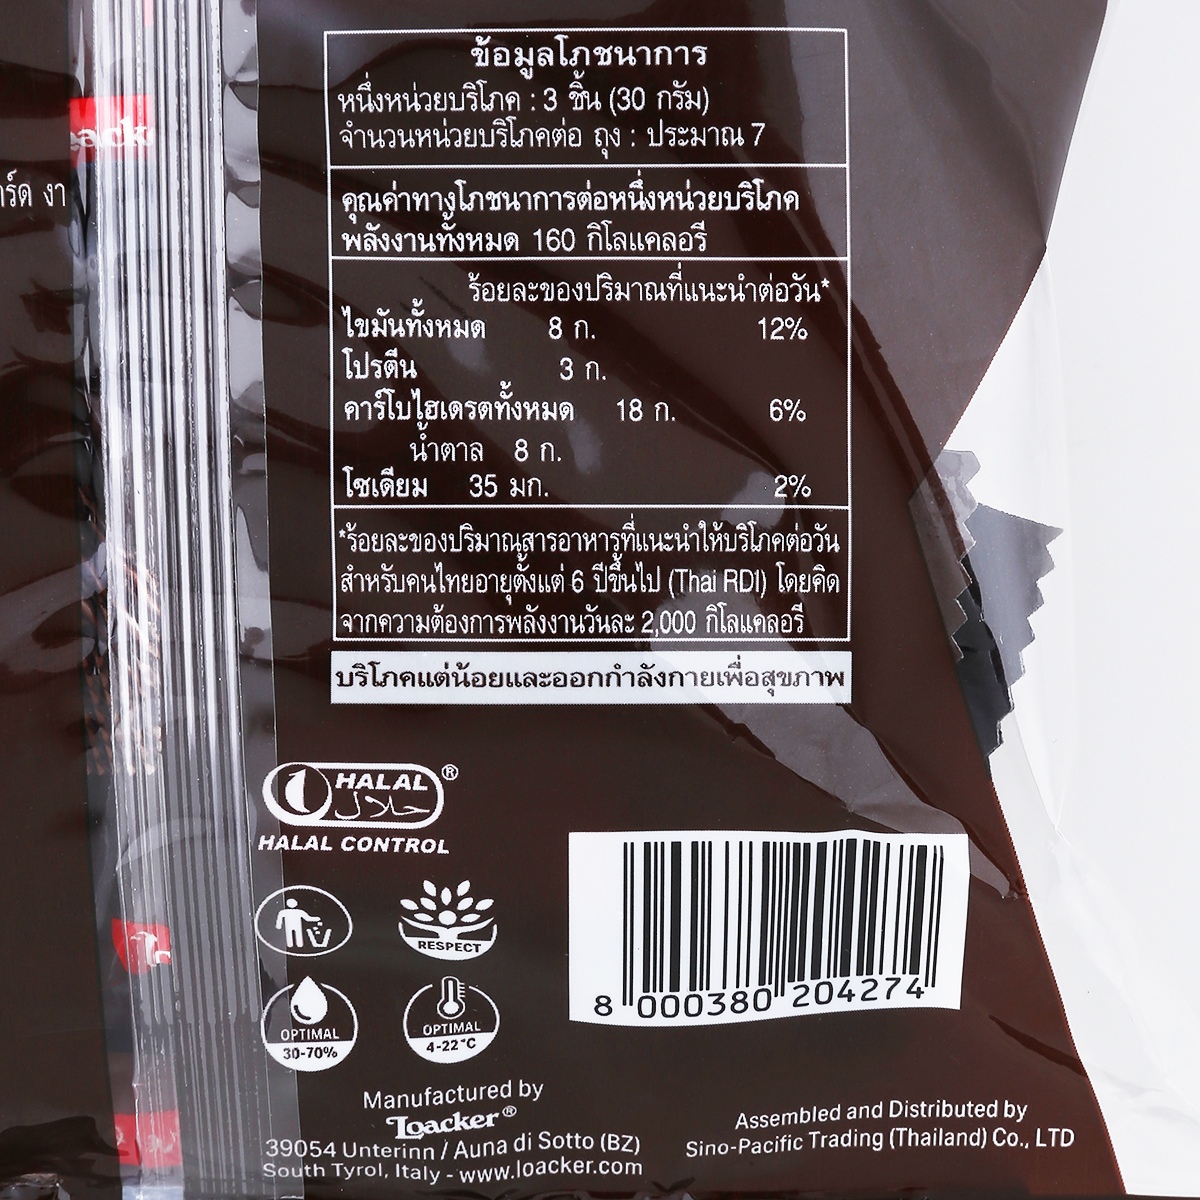 ข้อมูลโภชนาการ
หนึ่งหน่วยบริโภค : 3 ชิ้น (30 กรัม)
จำนวนหน่วยบริโภคต่อ ถุง : ประมาณ 7
คุณค่าทางโภชนาการต่อหนึ่งหน่วยบริโภค
พลังงานทั้งหมด 160 กิโลแคลอรี
ร้อยละของปริมาณที่แนะนำต่อวัน*
ไขมันทั้งหมด 8 ก. 12%
โปรตีน 3 ก.
คาร์โบไฮเดรตทั้งหมด 18 ก. 6%
น้ำตาล 8 ก.
โซเดียม 35 มก. 2%
*ร้อยละของปริมาณสารอาหารที่แนะนำให้บริโภคต่อวัน
สำหรับคนไทยอายุตั้งแต่ 6 ปีขึ้นไป (Thai RDI) โดยคิด
จากความต้องการพลังงานวันละ 2,000 กิโลแคลอรี
บริโภคแต่น้อยและออกกำลังกายเพื่อสุขภาพ
HALAL ®
حلال
HALAL CONTROL
RESPECT
OPTIMAL
30-70%
OPTIMAL
4-22°C
8 000380 204274
Manufactured by
Loacker®
39054 Unterinn / Auna di Sotto (BZ)
South Tyrol, Italy - www.loacker.com
Assembled and Distributed by
Sino-Pacific Trading (Thailand) Co., LTD